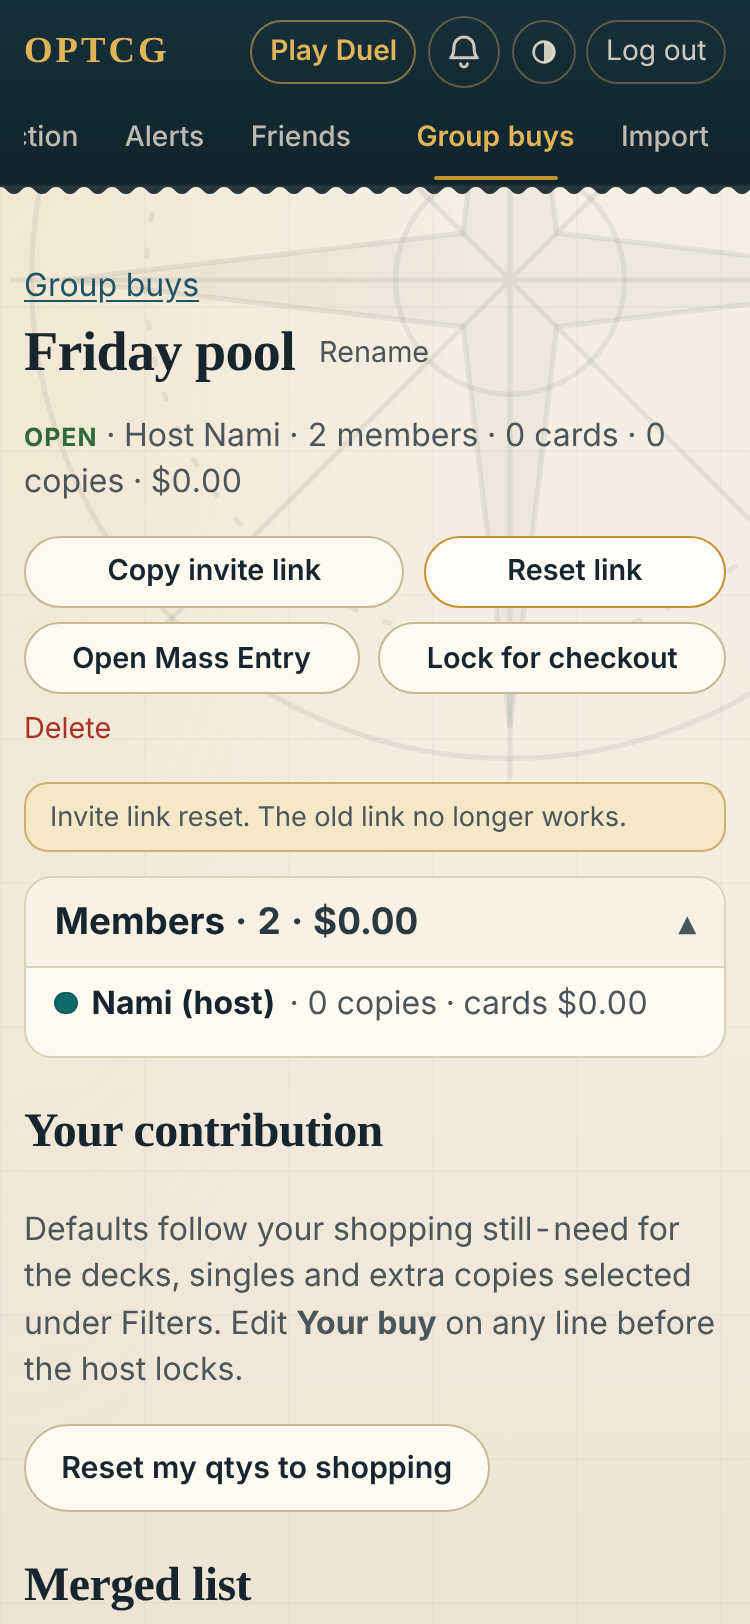 OPTCG
Play Duel
Log out
ction Alerts Friends Group buys Import
Group buys
Friday pool Rename
OPEN · Host Nami · 2 members · 0 cards · 0
copies · $0.00
Copy invite link
Reset link
Open Mass Entry
Lock for checkout
Delete
Invite link reset. The old link no longer works.
Members · 2 · $0.00
Nami (host) · 0 copies · cards $0.00
Your contribution
Defaults follow your shopping still-need for
the decks, singles and extra copies selected
under Filters. Edit Your buy on any line before
the host locks.
Reset my qtys to shopping
Merged list